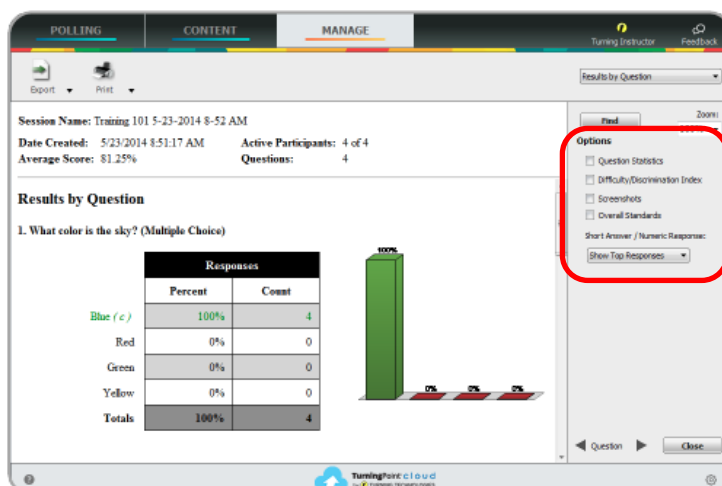 POLLING CONTENT MANAGE
Turning Instructor Feedback
Export Print
Results by Question
Session Name: Training 101 5-23-2014 8-52 AM
Find Zoom:
Date Created: 5/23/2014 8:51:17 AM Active Participants: 4 of 4
Average Score: 81.25% Questions: 4
Options
Question Statistics
Difficulty/Discrimination Index
Screenshots
Overall Standards
Short Answer / Numeric Response:
Show Top Responses
Results by Question
1. What color is the sky? (Multiple Choice)
Responses
Percent Count
Blue (c) 100% 4
Red 0% 0
Green 0% 0
Yellow 0% 0
Totals 100% 4
100%
0% 0% 0%
Question Close
TurningPoint cloud